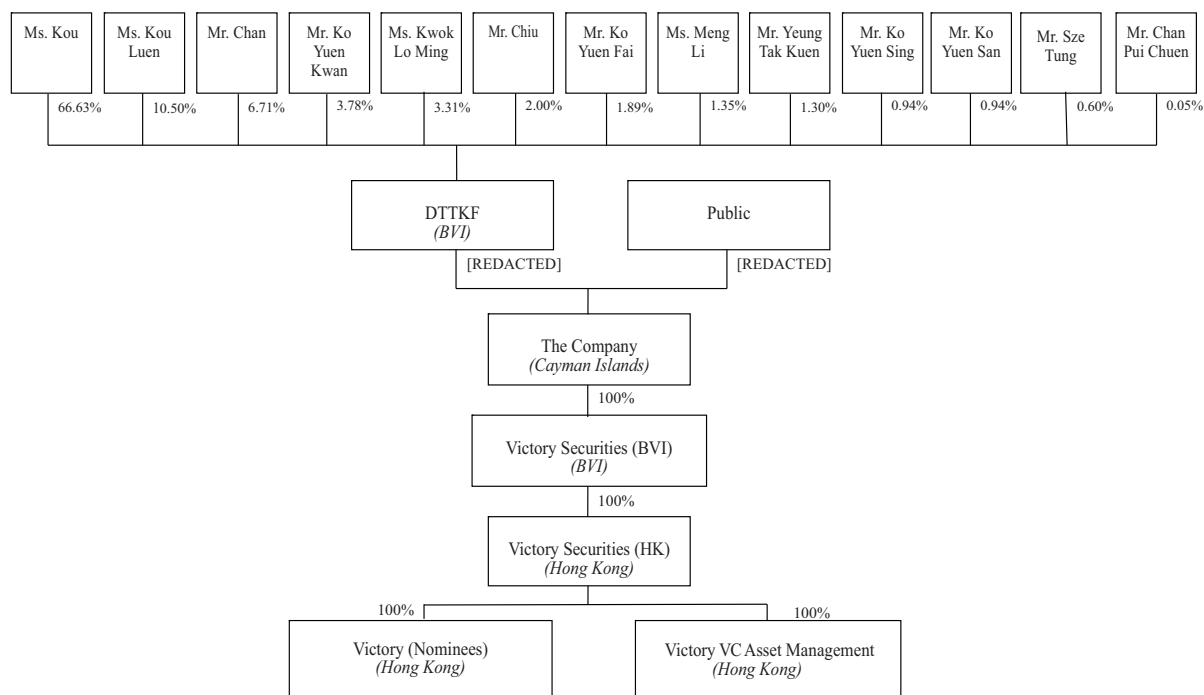 Ms. Kou
Ms. Kou
Luen
Mr. Chan
Mr. Ko
Yuen
Kwan
Ms. Kwok
Lo Ming
Mr. Chiu
Mr. Ko
Yuen Fai
Ms. Meng
Li
Mr. Yeung
Tak Kuen
Mr. Ko
Yuen Sing
Mr. Ko
Yuen San
Mr. Sze
Tung
Mr. Chan
Pui Chuen
66.63%
10.50%
6.71%
3.78%
3.31%
2.00%
1.89%
1.35%
1.30%
0.94%
0.94%
0.60%
0.05%
DTTKF
(BVI)
Public
[REDACTED]
[REDACTED]
The Company
(Cayman Islands)
100%
Victory Securities (BVI)
(BVI)
100%
Victory Securities (HK)
(Hong Kong)
100%
100%
Victory (Nominees)
(Hong Kong)
Victory VC Asset Management
(Hong Kong)